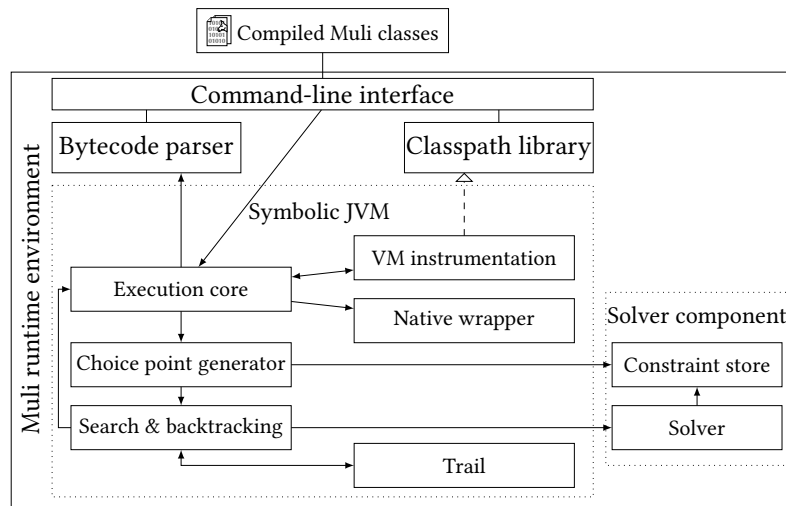 Compiled Muli classes
Command-line interface
Bytecode parser
Classpath library
Muli runtime environment
Symbolic JVM
VM instrumentation
Execution core
Native wrapper
Solver component
Choice point generator
Constraint store
Search & backtracking
Solver
Trail